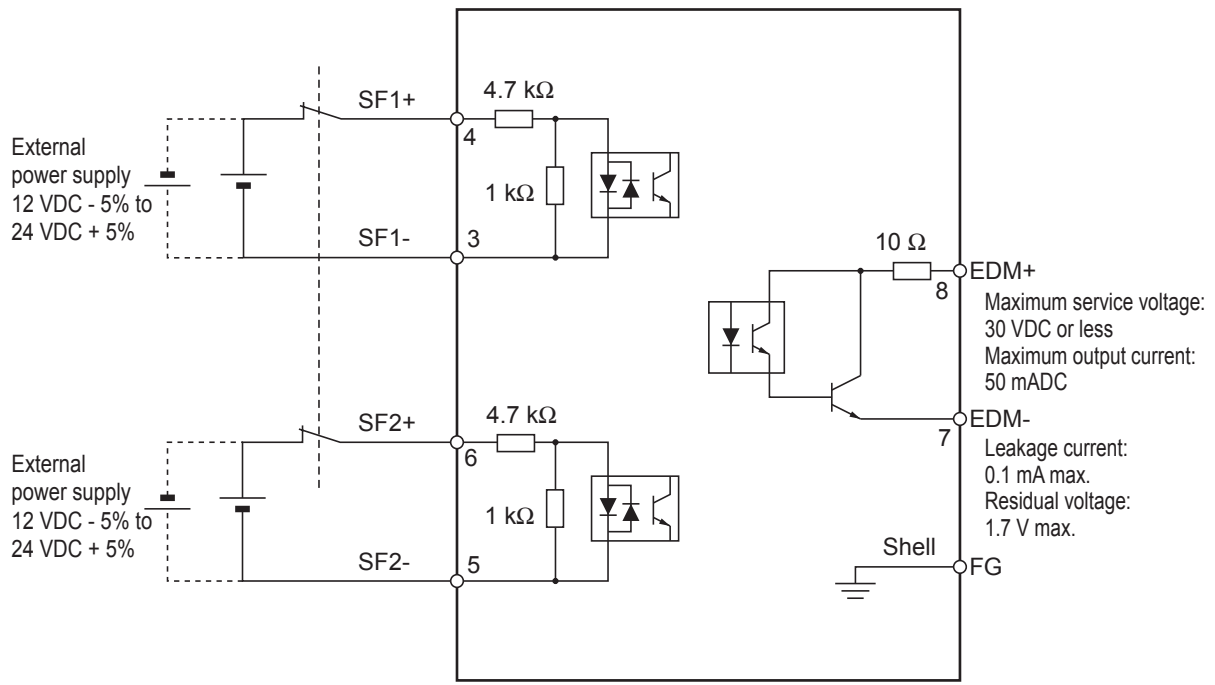 SF1+
4.7 kΩ
4
External
power supply
12 VDC - 5% to
24 VDC + 5%
1 kΩ
SF1-
3
10 Ω
8
EDM+
Maximum service voltage:
30 VDC or less
Maximum output current:
50 mADC
EDM-
7
Leakage current:
0.1 mA max.
Residual voltage:
1.7 V max.
SF2+
4.7 kΩ
6
External
power supply
12 VDC - 5% to
24 VDC + 5%
1 kΩ
SF2-
5
Shell
FG